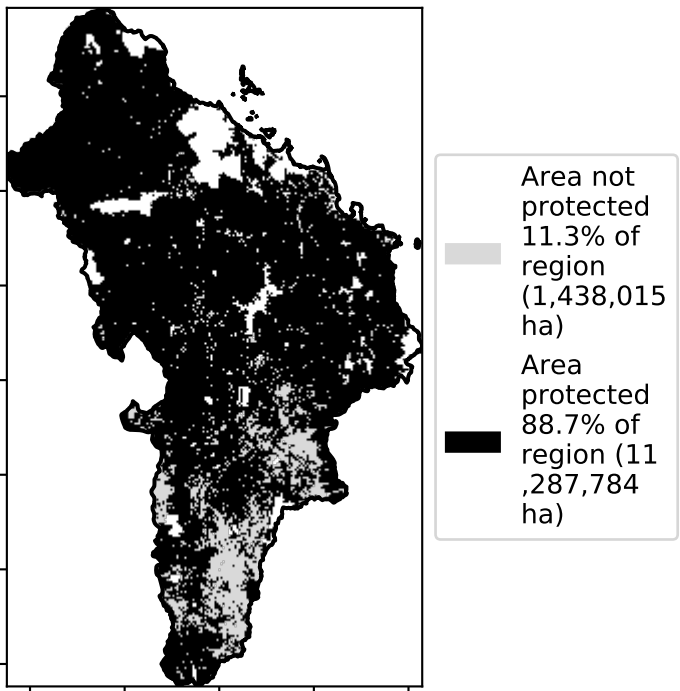 Area not
protected
11.3% of
region
(1,438,015
ha)
Area
protected
88.7% of
region (11
,287,784
ha)